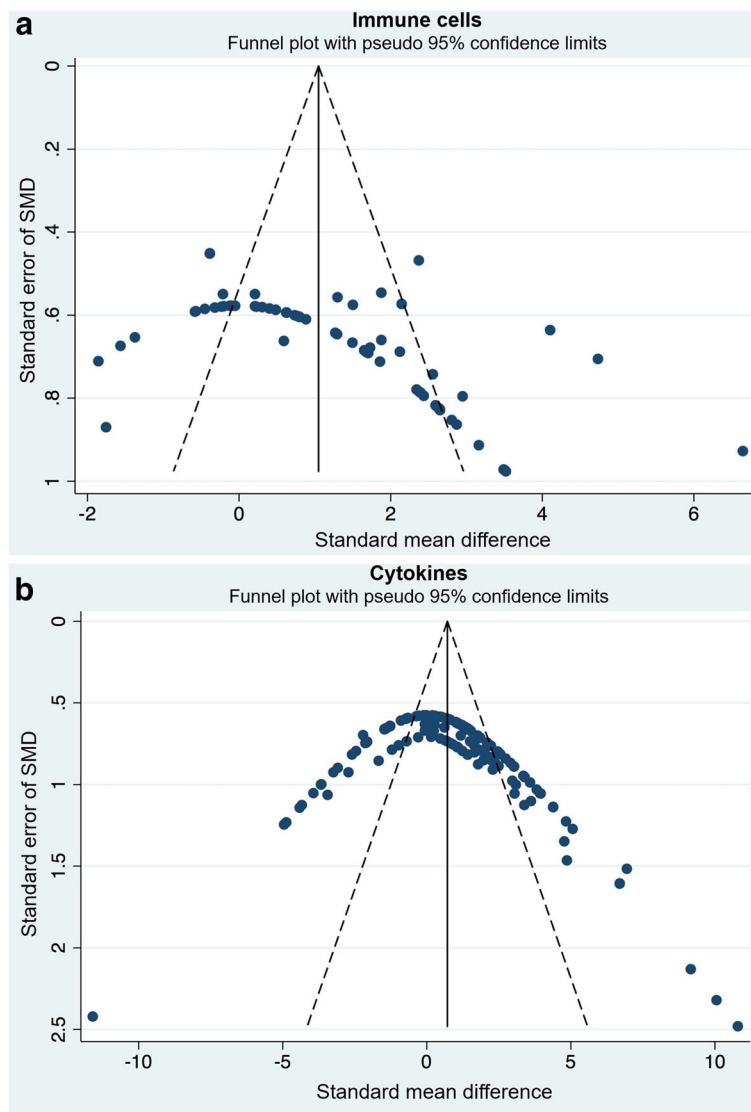 a
Immune cells
Funnel plot with pseudo 95% confidence limits
Standard error of SMD
0
.2
.4
.6
.8
1
-2 0 2 4 6
Standard mean difference
b
Cytokines
Funnel plot with pseudo 95% confidence limits
Standard error of SMD
0
.5
1
1.5
2
2.5
-10 -5 0 5 10
Standard mean difference